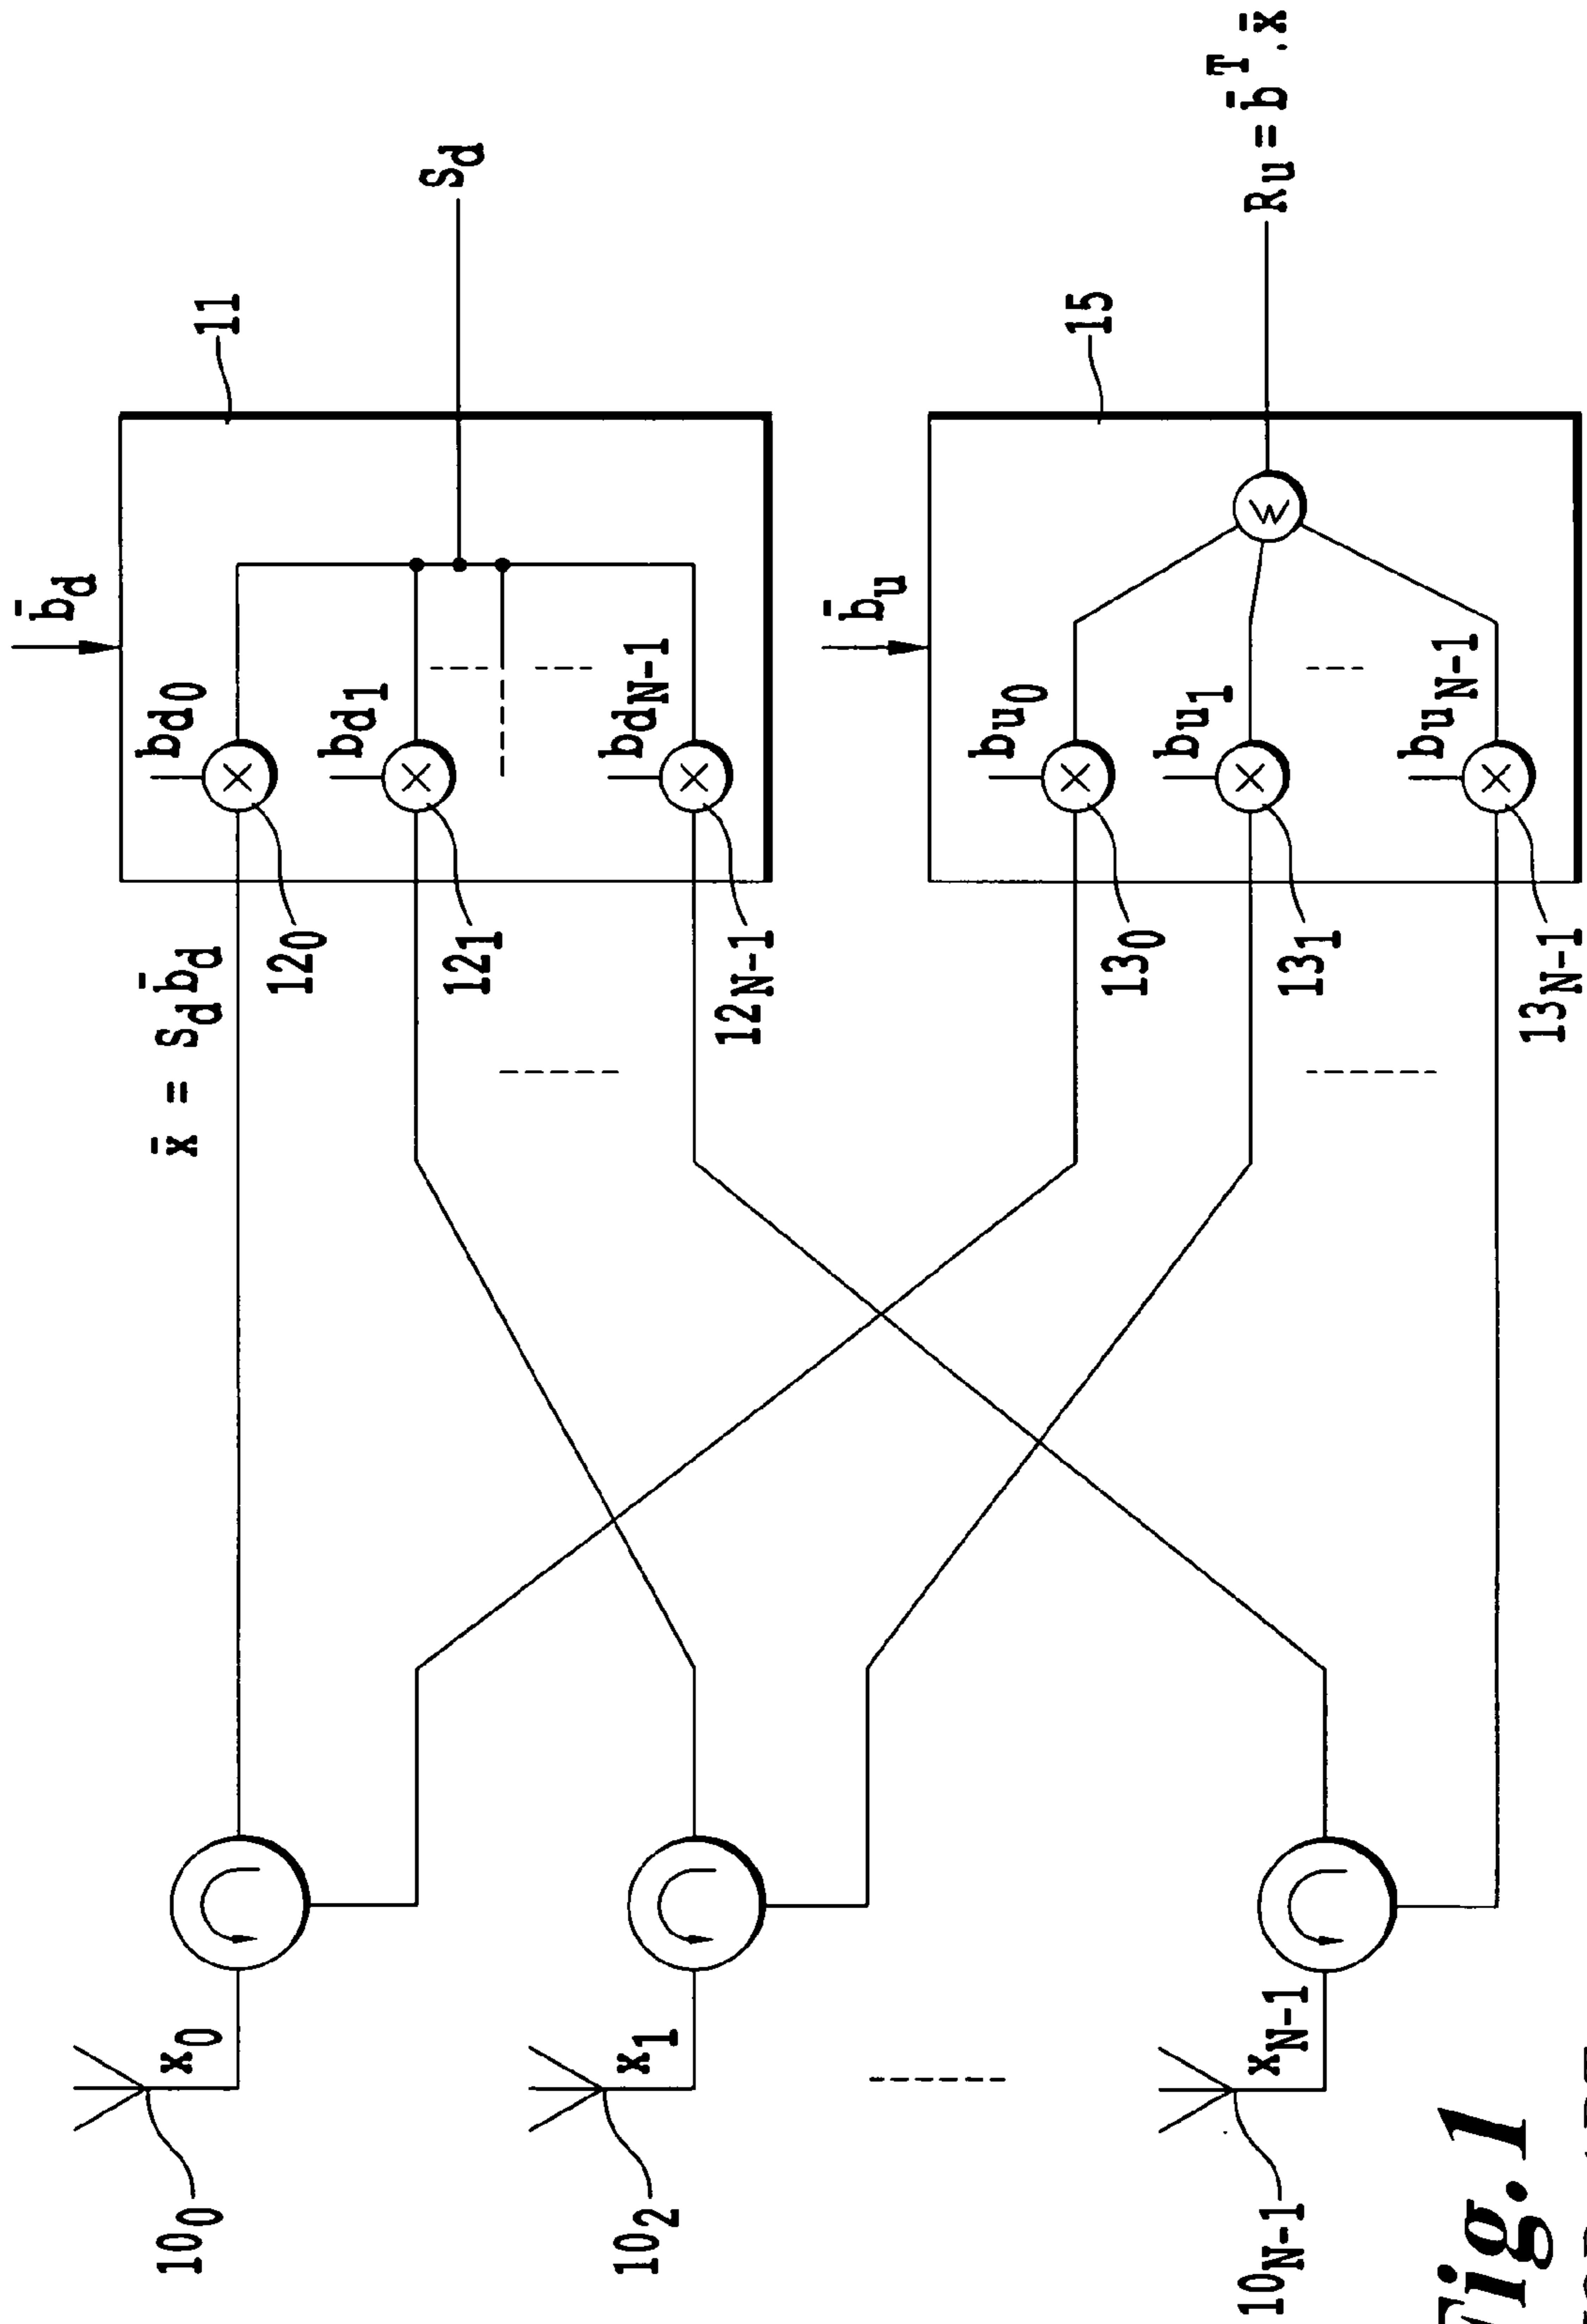 b̄d
11
bd0
bd1
bdN-1
Sd
x̄ = Sd b̄d
120
121
12N-1
b̄u
15
bu0
bu1
buN-1
Σ
Ru = b̄T . x̄
130
131
13N-1
x0
100
x1
102
xN-1
10N-1
Fig.1